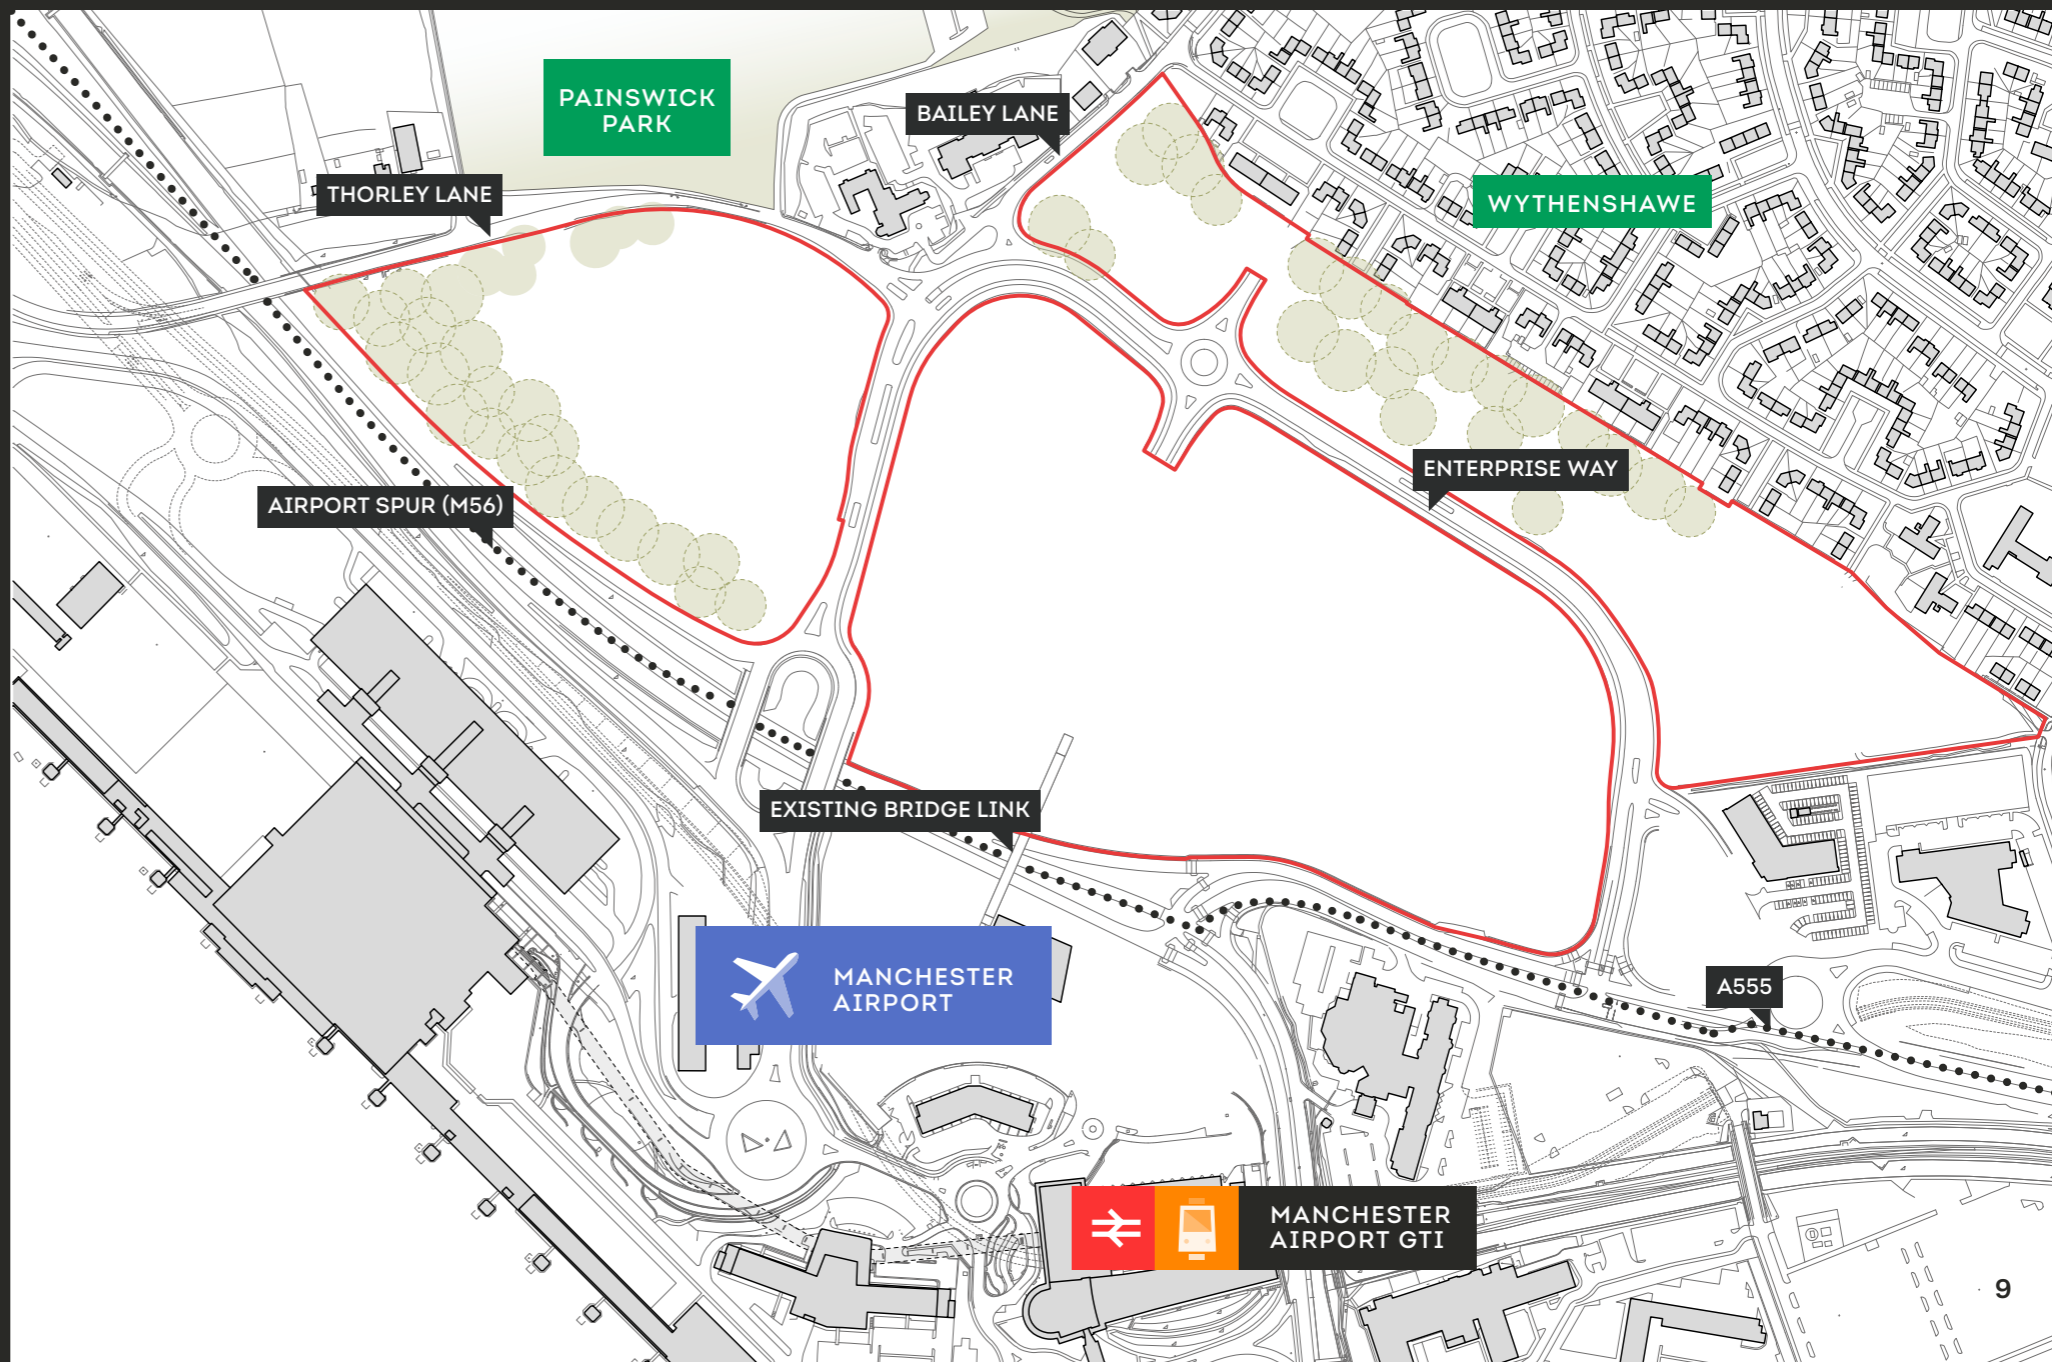 PAINSWICK
PARK
BAILEY LANE
THORLEY LANE
WYTHENSHAWE
ENTERPRISE WAY
AIRPORT SPUR (M56)
EXISTING BRIDGE LINK
MANCHESTER
AIRPORT
A555
MANCHESTER
AIRPORT GTI
9